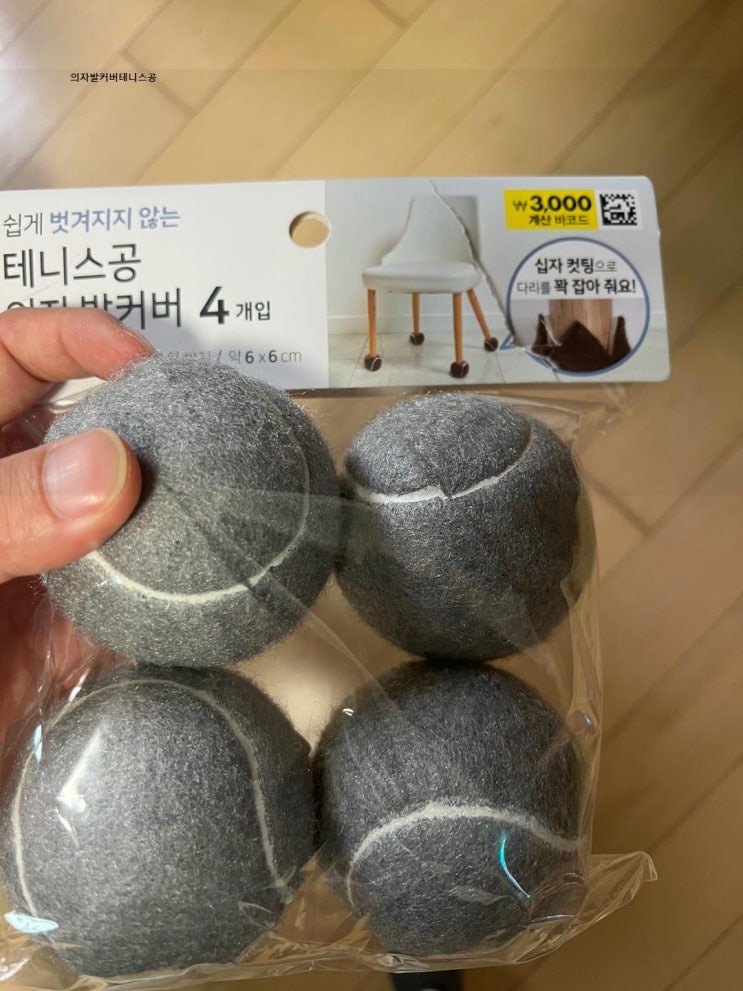 의자발커버테니스공
쉽게 벗겨지지 않는
테니스공
발커버 4개입
/ 약 6 x 6 cm
₩3,000
계산 바코드
십자 컷팅으로
다리를 꽉 잡아 줘요!